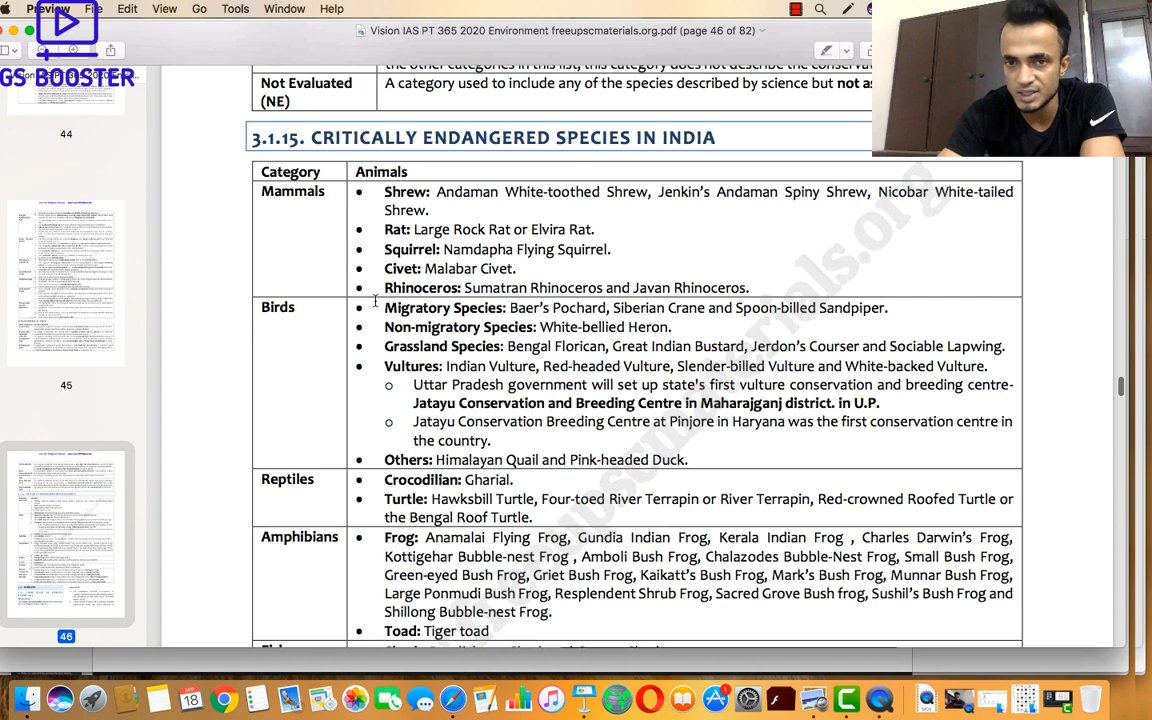 Preview File Edit View Go Tools Window Help
Vision IAS PT 365 2020 Environment freeupscmaterials.org.pdf (page 46 of 82)
GS BOOSTER
44
45
46
Not Evaluated
(NE)
A category used to include any of the species described by science but not as
3.1.15. CRITICALLY ENDANGERED SPECIES IN INDIA
Category Animals
Mammals
• Shrew: Andaman White-toothed Shrew, Jenkin's Andaman Spiny Shrew, Nicobar White-tailed
Shrew.
• Rat: Large Rock Rat or Elvira Rat.
• Squirrel: Namdapha Flying Squirrel.
• Civet: Malabar Civet.
• Rhinoceros: Sumatran Rhinoceros and Javan Rhinoceros.
Birds
• Migratory Species: Baer's Pochard, Siberian Crane and Spoon-billed Sandpiper.
• Non-migratory Species: White-bellied Heron.
• Grassland Species: Bengal Florican, Great Indian Bustard, Jerdon's Courser and Sociable Lapwing.
• Vultures: Indian Vulture, Red-headed Vulture, Slender-billed Vulture and White-backed Vulture.
o Uttar Pradesh government will set up state's first vulture conservation and breeding centre-
Jatayu Conservation and Breeding Centre in Maharajganj district. in U.P.
o Jatayu Conservation Breeding Centre at Pinjore in Haryana was the first conservation centre in
the country.
• Others: Himalayan Quail and Pink-headed Duck.
Reptiles
• Crocodilian: Gharial.
• Turtle: Hawksbill Turtle, Four-toed River Terrapin or River Terrapin, Red-crowned Roofed Turtle or
the Bengal Roof Turtle.
Amphibians
• Frog: Anamalai Flying Frog, Gundia Indian Frog, Kerala Indian Frog , Charles Darwin's Frog,
Kottigehar Bubble-nest Frog , Amboli Bush Frog, Chalazodes Bubble-Nest Frog, Small Bush Frog,
Green-eyed Bush Frog, Griet Bush Frog, Kaikatt's Bush Frog, Mark's Bush Frog, Munnar Bush Frog,
Large Ponmudi Bush Frog, Resplendent Shrub Frog, Sacred Grove Bush frog, Sushil's Bush Frog and
Shillong Bubble-nest Frog.
• Toad: Tiger toad
freeupscmaterials.org
APR
18